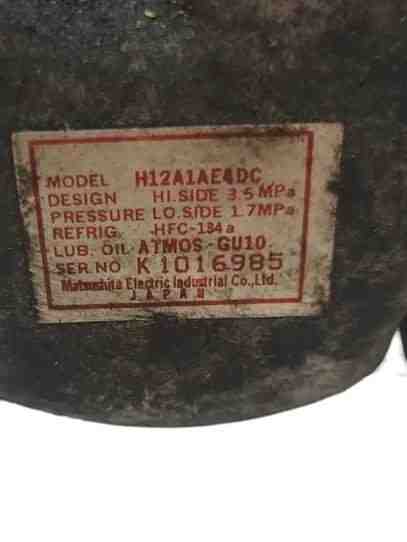 MODEL H12A1AE4DC
DESIGN HI.SIDE 3.5 MPa
PRESSURE LO.SIDE 1.7MPa
REFRIG. HFC-134a
LUB. OIL ATMOS-GU10
SER NO K1016985
Matsushita Electric Industrial Co.,Ltd.
JAPAN